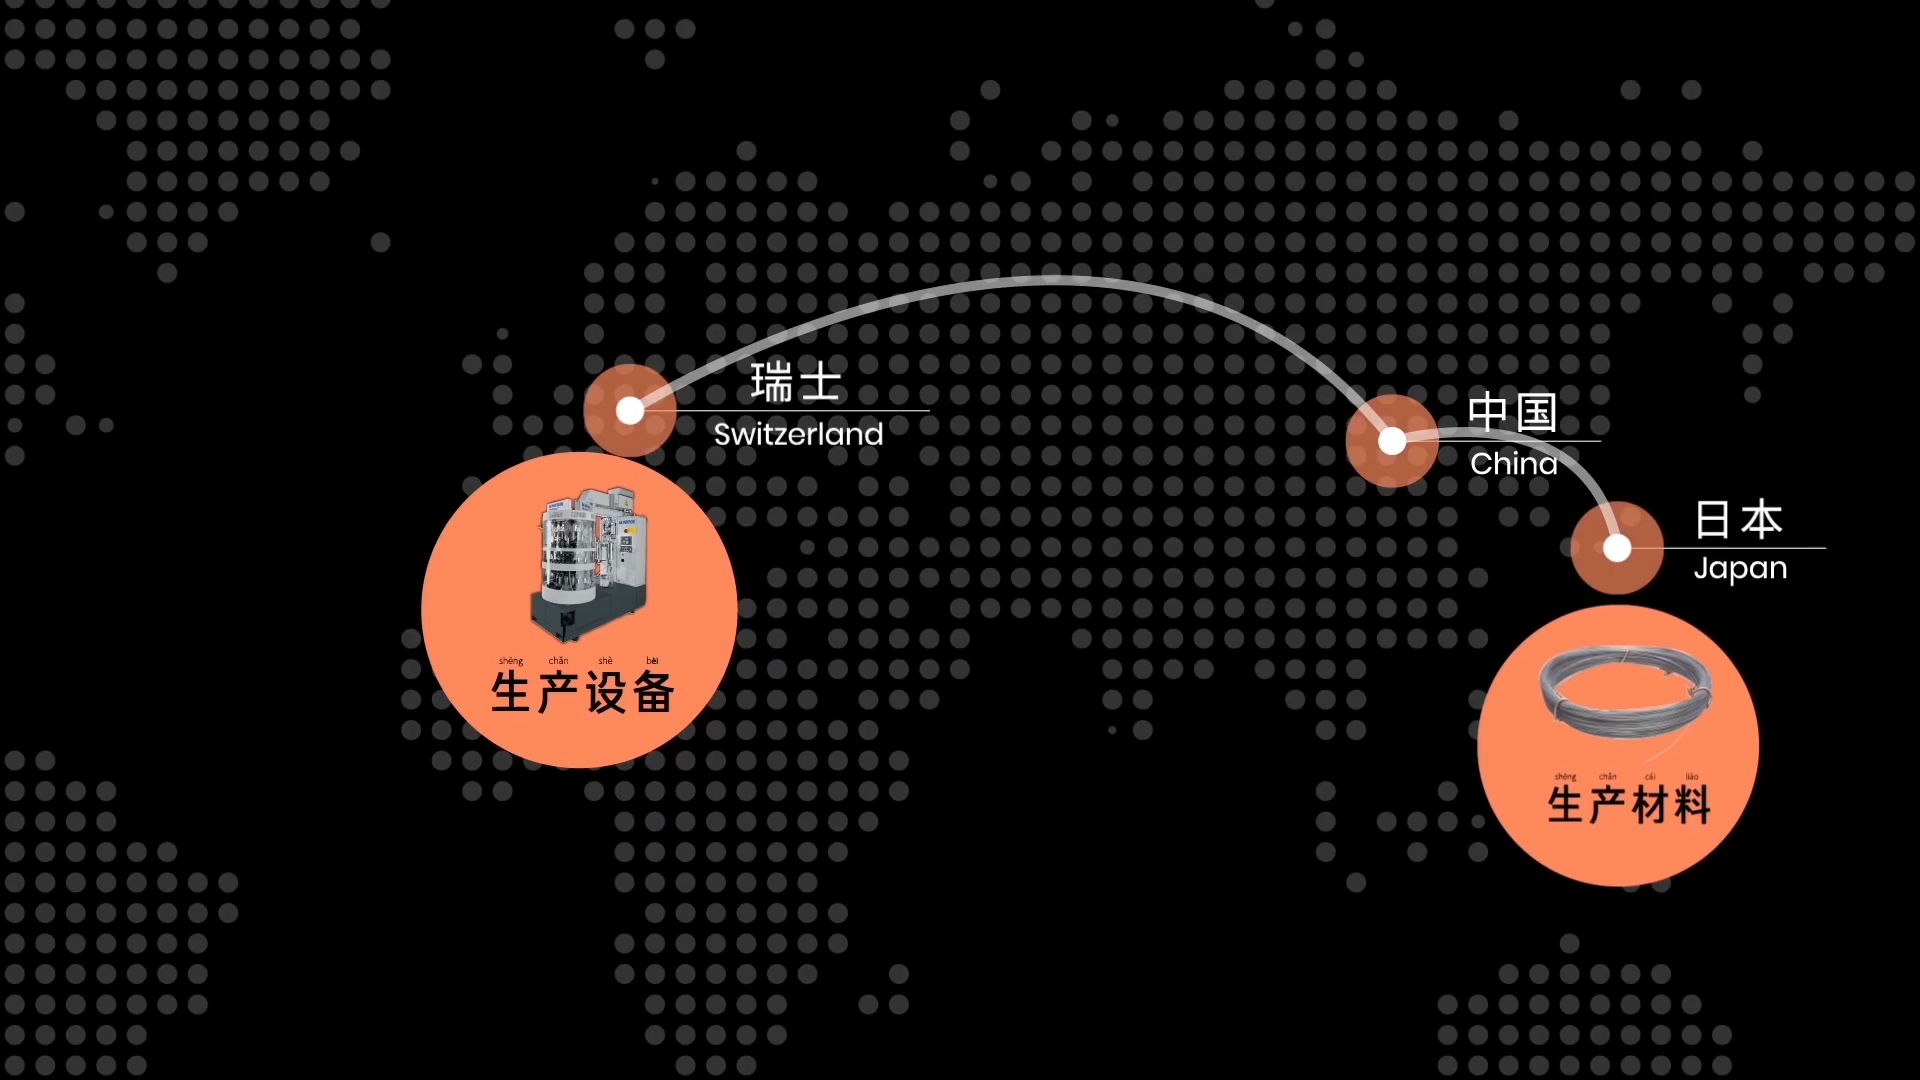 瑞士
Switzerland
中国
China
日本
Japan
shēng chǎn shè bèi
生产设备
shēng chǎn cái liào
生产材料